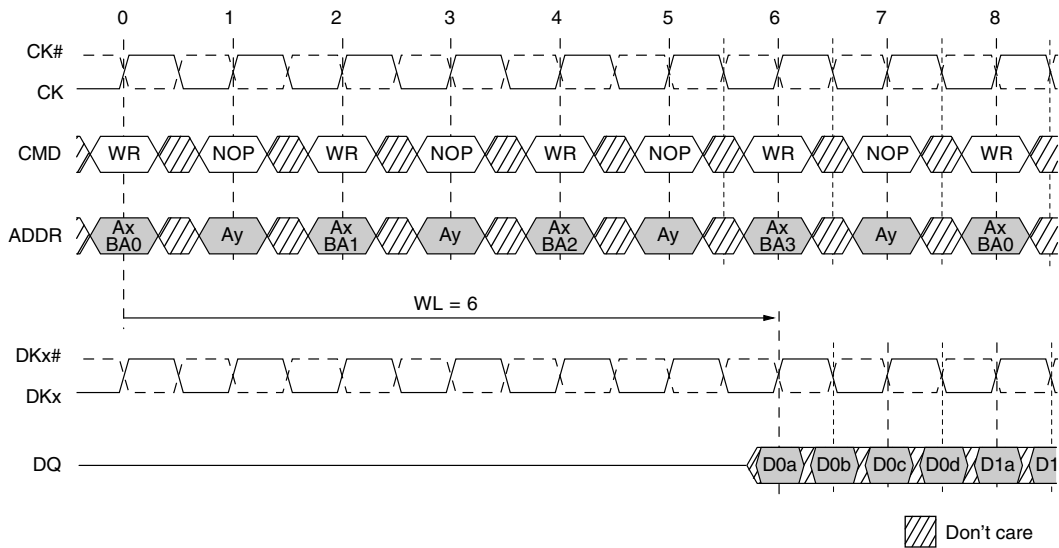 0 1 2 3 4 5 6 7 8
CK#
CK
CMD WR NOP WR NOP WR NOP WR NOP WR
ADDR Ax BA0 Ay Ax BA1 Ay Ax BA2 Ay Ax BA3 Ay Ax BA0
WL = 6
DKx#
DKx
DQ D0a D0b D0c D0d D1a D1
Don't care